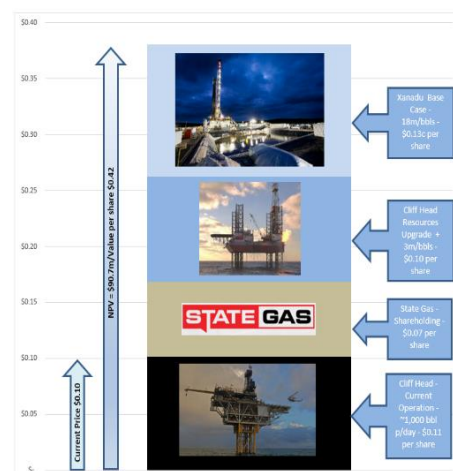 $0.40
$0.35
$0.30
$0.25
$0.20
$0.15
$0.10
$0.05
$-
NPV = $90.7m/Value per share $0.42
Current Price $0.10
STATE GAS
Xanadu Base
Case -
18m/bbls -
$0.13c per
share
Cliff Head
Resources
Upgrade +
3m/bbls -
$0.10 per
share
State Gas -
Shareholding -
$0.07 per
share
Cliff Head -
Current
Operation -
~1,000 bbl
p/day - $0.11
per share